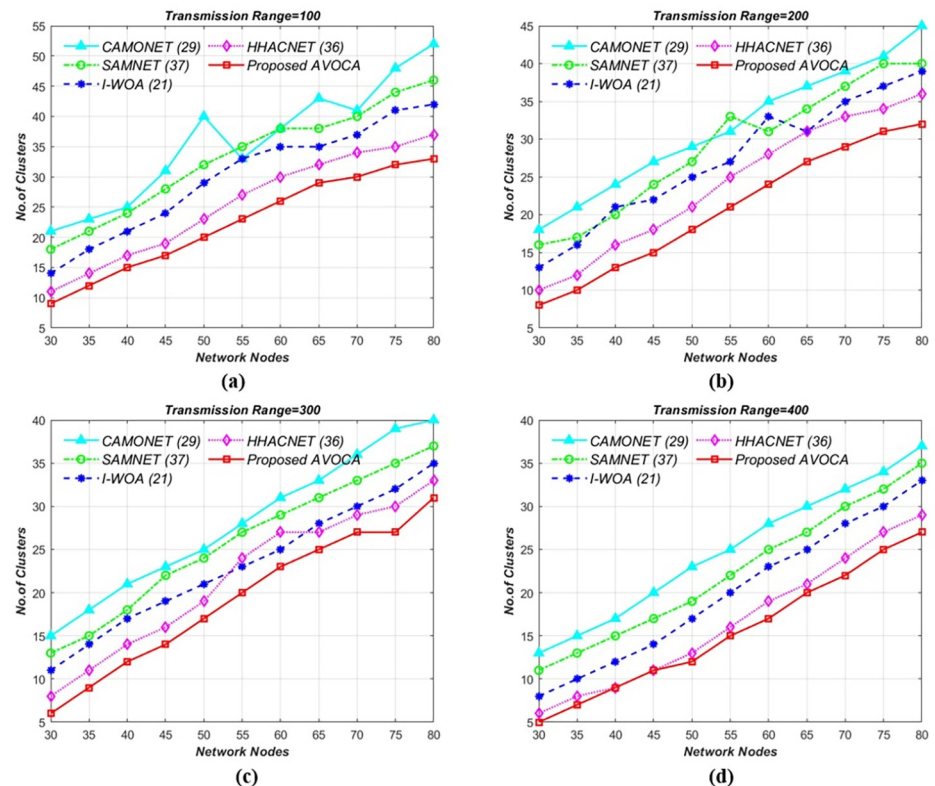 Transmission Range=100
No.of Clusters
55
50
45
40
35
30
25
20
15
10
5
CAMONET (29)
SAMNET (37)
I-WOA (21)
HHACNET (36)
Proposed AVOCA
30 35 40 45 50 55 60 65 70 75 80
Network Nodes
(a)
Transmission Range=200
No.of Clusters
45
40
35
30
25
20
15
10
5
CAMONET (29)
SAMNET (37)
I-WOA (21)
HHACNET (36)
Proposed AVOCA
30 35 40 45 50 55 60 65 70 75 80
Network Nodes
(b)
Transmission Range=300
No.of Clusters
40
35
30
25
20
15
10
5
CAMONET (29)
SAMNET (37)
I-WOA (21)
HHACNET (36)
Proposed AVOCA
30 35 40 45 50 55 60 65 70 75 80
Network Nodes
(c)
Transmission Range=400
No.of Clusters
40
35
30
25
20
15
10
5
CAMONET (29)
SAMNET (37)
I-WOA (21)
HHACNET (36)
Proposed AVOCA
30 35 40 45 50 55 60 65 70 75 80
Network Nodes
(d)